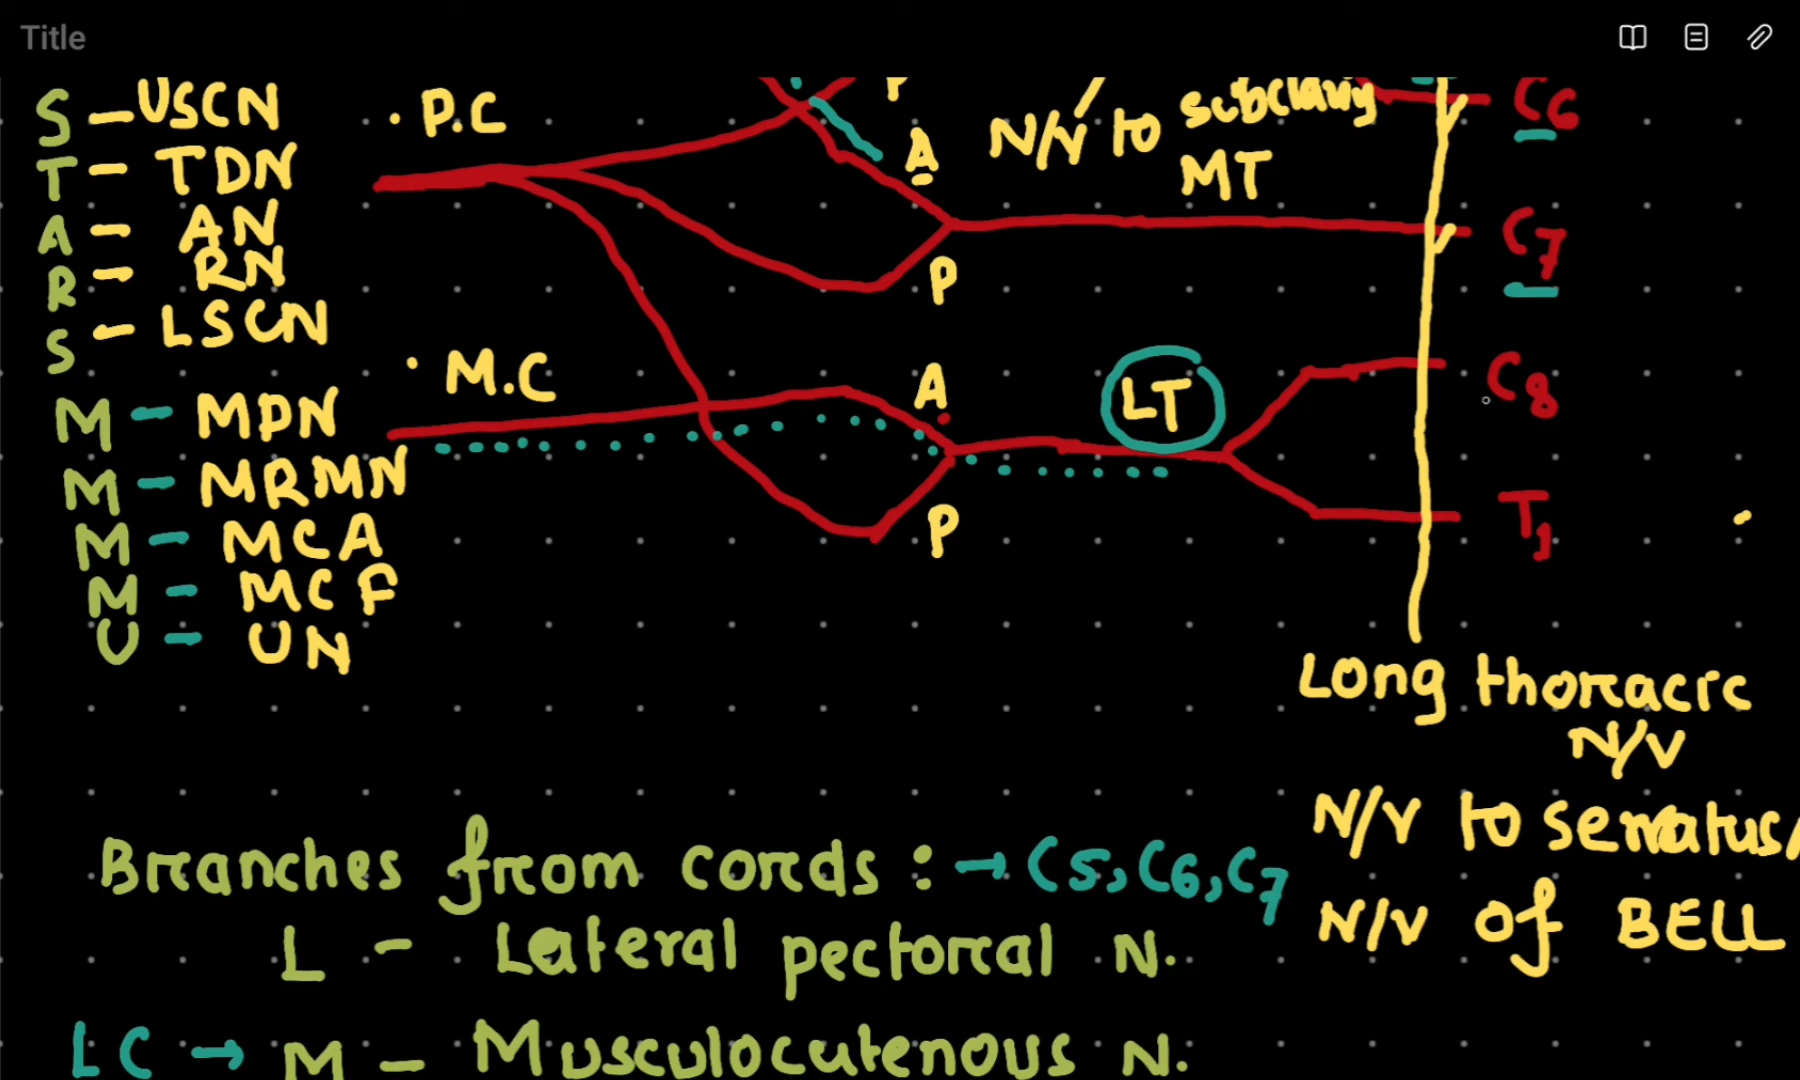 Title
S - USCN
T - TDN
A - AN
R - RN
S - LSCN
M - MPN
M - MRMN
M - MCA
M - MCF
U - UN
. P.C
. M.C
P
A
P
A
P
N/V to subclavy
MT
LT
C6
C7
C8
T1
Long thoracic
N/V
N/V to serratus/
N/V of BELL
Branches from cords : → C5, C6, C7
L - Lateral pectoral N.
LC → M - Musculocutenous N.